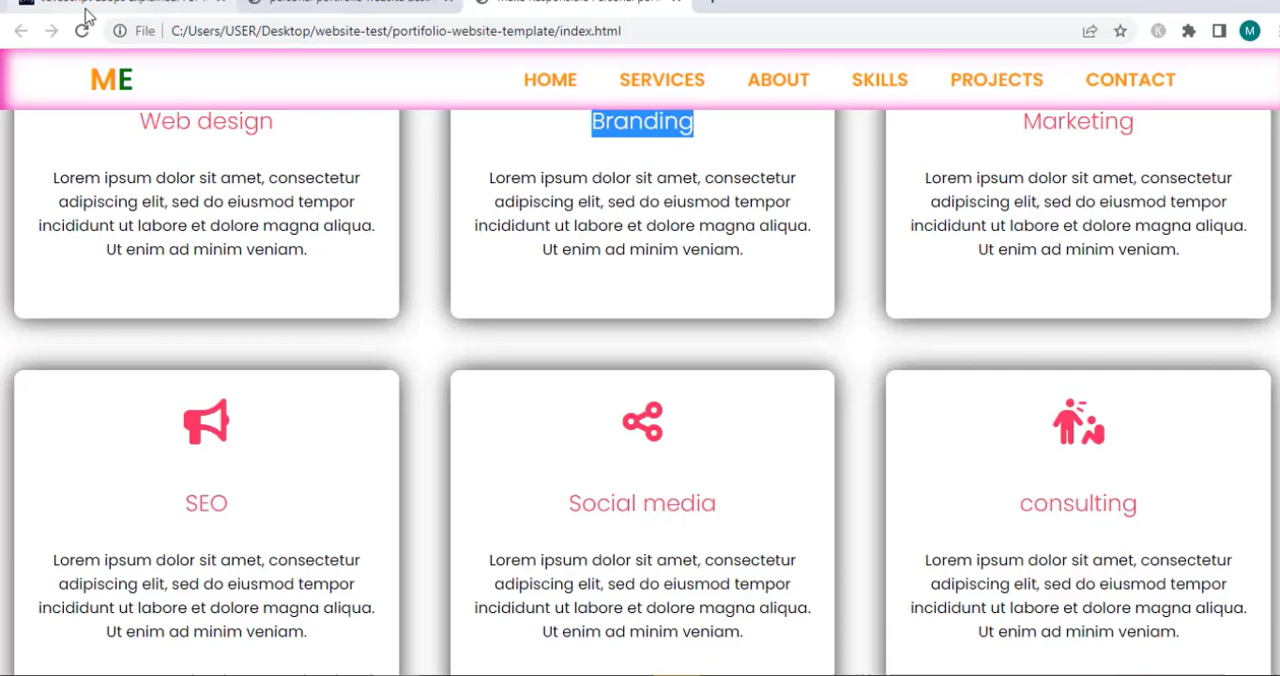 File C:/Users/USER/Desktop/website-test/portifolio-website-template/index.html M
ME HOME SERVICES ABOUT SKILLS PROJECTS CONTACT
Web design
Lorem ipsum dolor sit amet, consectetur
adipiscing elit, sed do eiusmod tempor
incididunt ut labore et dolore magna aliqua.
Ut enim ad minim veniam.
Branding
Lorem ipsum dolor sit amet, consectetur
adipiscing elit, sed do eiusmod tempor
incididunt ut labore et dolore magna aliqua.
Ut enim ad minim veniam.
Marketing
Lorem ipsum dolor sit amet, consectetur
adipiscing elit, sed do eiusmod tempor
incididunt ut labore et dolore magna aliqua.
Ut enim ad minim veniam.
SEO
Lorem ipsum dolor sit amet, consectetur
adipiscing elit, sed do eiusmod tempor
incididunt ut labore et dolore magna aliqua.
Ut enim ad minim veniam.
Social media
Lorem ipsum dolor sit amet, consectetur
adipiscing elit, sed do eiusmod tempor
incididunt ut labore et dolore magna aliqua.
Ut enim ad minim veniam.
consulting
Lorem ipsum dolor sit amet, consectetur
adipiscing elit, sed do eiusmod tempor
incididunt ut labore et dolore magna aliqua.
Ut enim ad minim veniam.